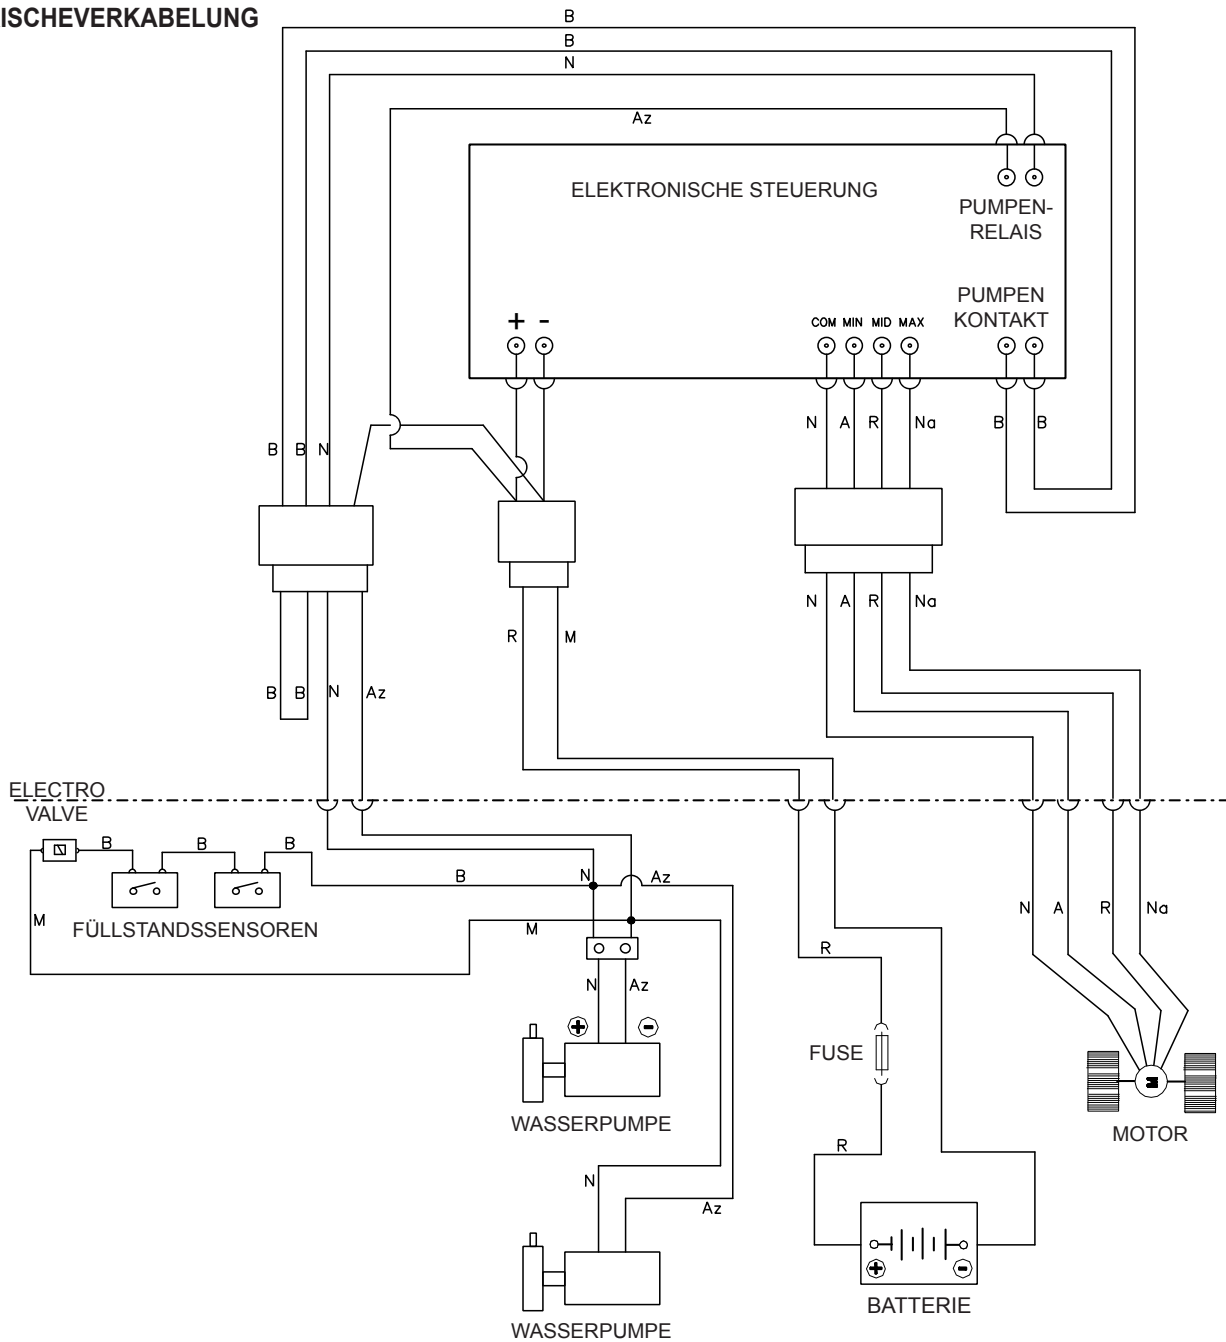 ISCHEVERKABELUNG
B
B
N
Az
ELEKTRONISCHE STEUERUNG
PUMPEN-
RELAIS
PUMPEN
KONTAKT
+ -
COM MIN MID MAX
N A R Na B B
B B N
N A R Na
R M
B B N Az
ELECTRO
VALVE
B B B
B N Az
M
FÜLLSTANDSSENSOREN
M
N A R Na
R
N Az
+ -
FUSE
WASSERPUMPE
MOTOR
M
R
N
Az
+ -
BATTERIE
WASSERPUMPE